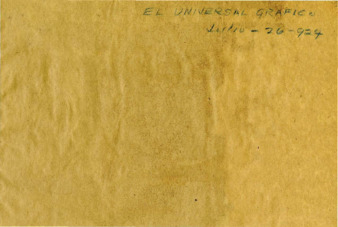 EL UNIVERSAL GRAFICO
Julio - 26 - 924